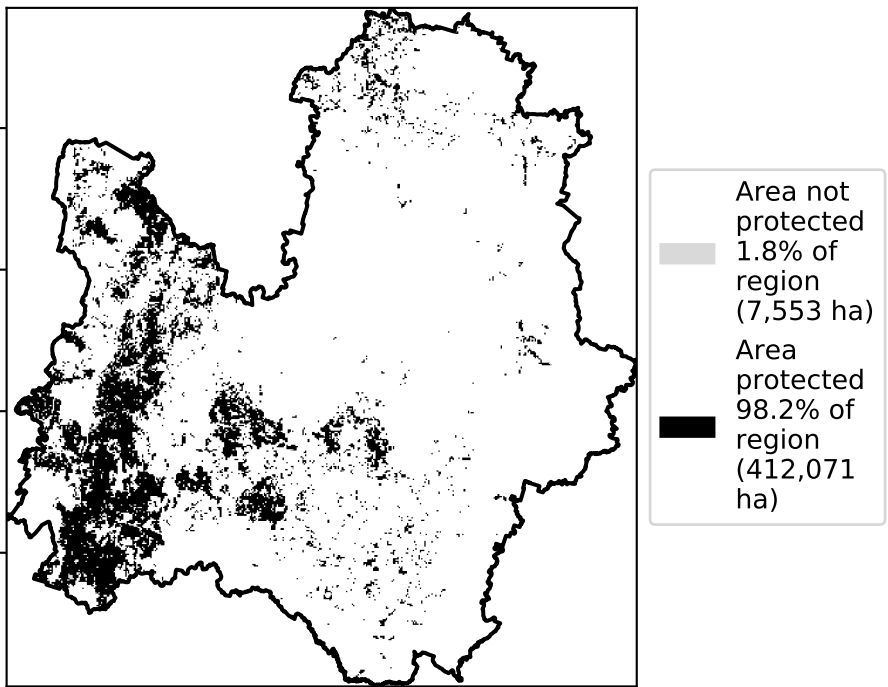 Area not
protected
1.8% of
region
(7,553 ha)
Area
protected
98.2% of
region
(412,071
ha)